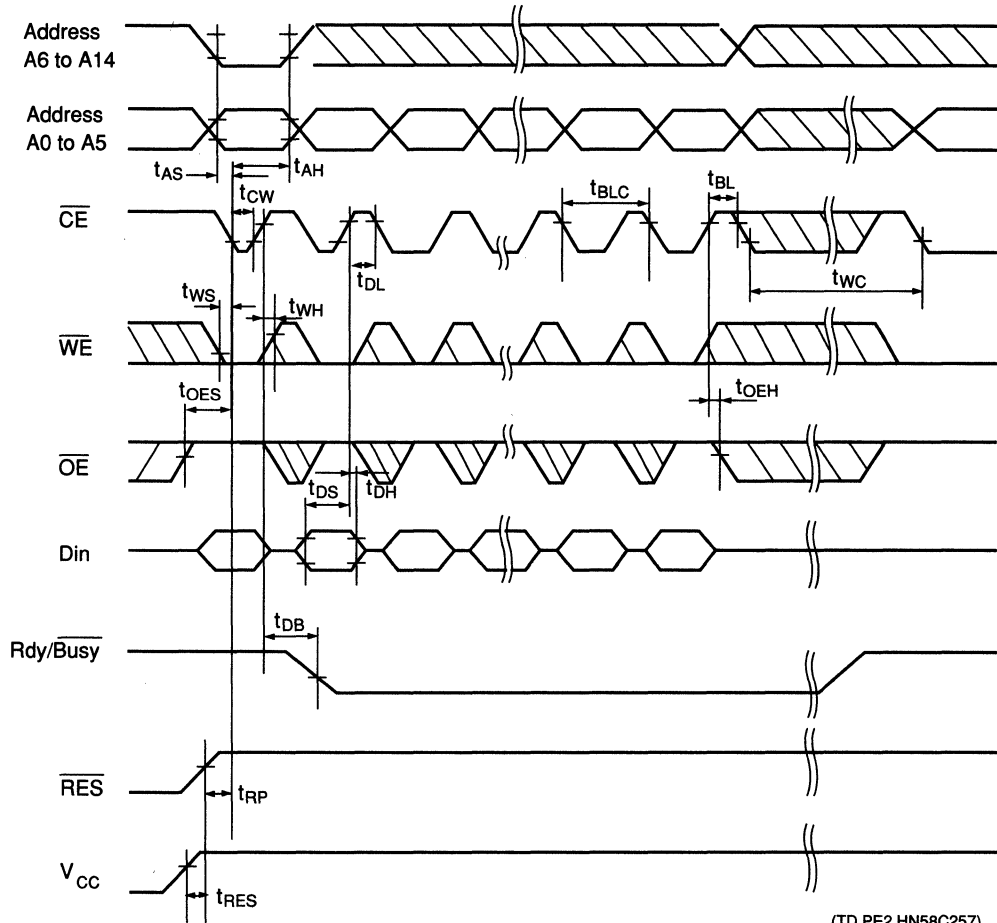 Address
A6 to A14
Address
A0 to A5
tAS
tAH
tCW
CE
tBLC
tBL
tDL
tWC
tWS
tWH
WE
tOES
tOEH
OE
tDS
tDH
Din
tDB
Rdy/Busy
RES
tRP
VCC
tRES
(TD.PE2.HN58C257)